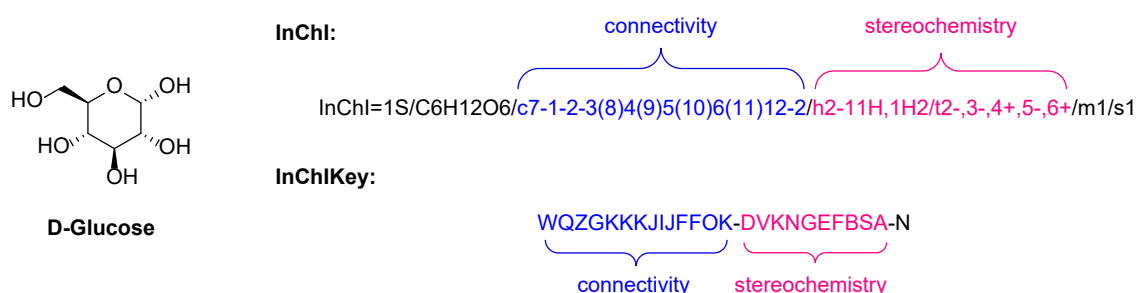 InChI:
connectivity
stereochemistry
O
OH
HO
HO
OH
OH
InChI=1S/C6H12O6/c7-1-2-3(8)4(9)5(10)6(11)12-2/h2-11H,1H2/t2-,3-,4+,5-,6+/m1/s1
InChIKey:
D-Glucose
WQZGKKKJIJFFOK-DVKNGEFBSA-N
connectivity
stereochemistry